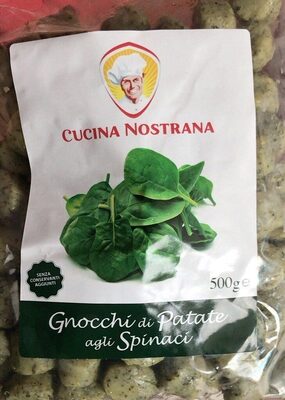 CUCINA NOSTRANA
SENZA
CONSERVANTI
AGGIUNTI
500g e
Gnocchi di Patate
agli Spinaci